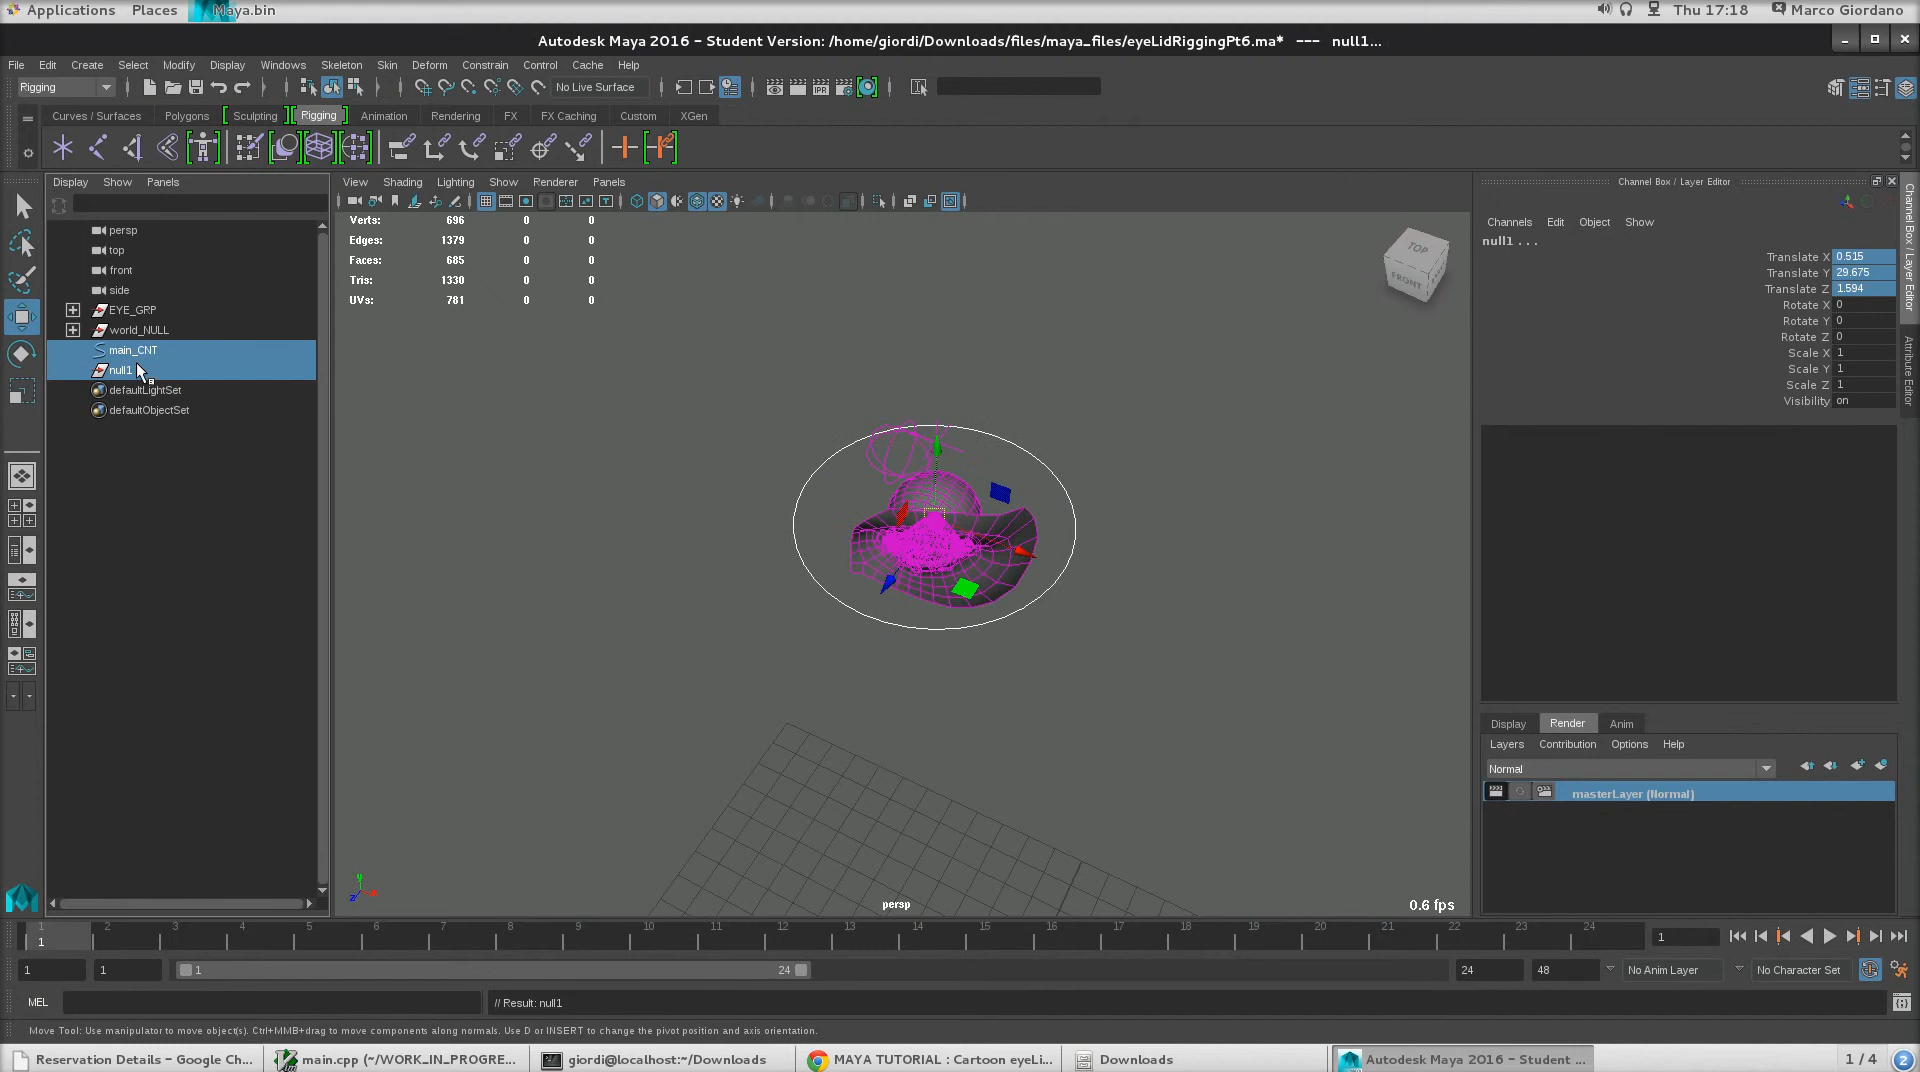 Applications Places Maya.bin Thu 17:18 Marco Giordano
Autodesk Maya 2016 - Student Version: /home/giordi/Downloads/files/maya_files/eyeLidRiggingPt6.ma* --- null1...
File Edit Create Select Modify Display Windows Skeleton Skin Deform Constrain Control Cache Help
Rigging No Live Surface IPR
Curves / Surfaces Polygons Sculpting Rigging Animation Rendering FX FX Caching Custom XGen
Display Show Panels
View Shading Lighting Show Renderer Panels
Channel Box / Layer Editor
persp
top
front
side
EYE_GRP
world_NULL
main_CNT
null1
defaultLightSet
defaultObjectSet
Verts: 696 0 0
Edges: 1379 0 0
Faces: 685 0 0
Tris: 1330 0 0
UVs: 781 0 0
TOP
FRONT
persp
0.6 fps
Channels Edit Object Show
null1 . . .
Translate X 0.515
Translate Y 29.675
Translate Z 1.594
Rotate X 0
Rotate Y 0
Rotate Z 0
Scale X 1
Scale Y 1
Scale Z 1
Visibility on
Channel Box / Layer Editor
Attribute Editor
Display Render Anim
Layers Contribution Options Help
Normal
masterLayer (Normal)
1 2 3 4 5 6 7 8 9 10 11 12 13 14 15 16 17 18 19 20 21 22 23 24
1 1
1 1 1 24 24 48 No Anim Layer No Character Set
MEL // Result: null1
Move Tool: Use manipulator to move object(s). Ctrl+MMB+drag to move components along normals. Use D or INSERT to change the pivot position and axis orientation.
Reservation Details - Google Ch... main.cpp (~/WORK_IN_PROGRE... giordi@localhost:~/Downloads MAYA TUTORIAL : Cartoon eyeLi... Downloads Autodesk Maya 2016 - Student ... 1 / 4 2